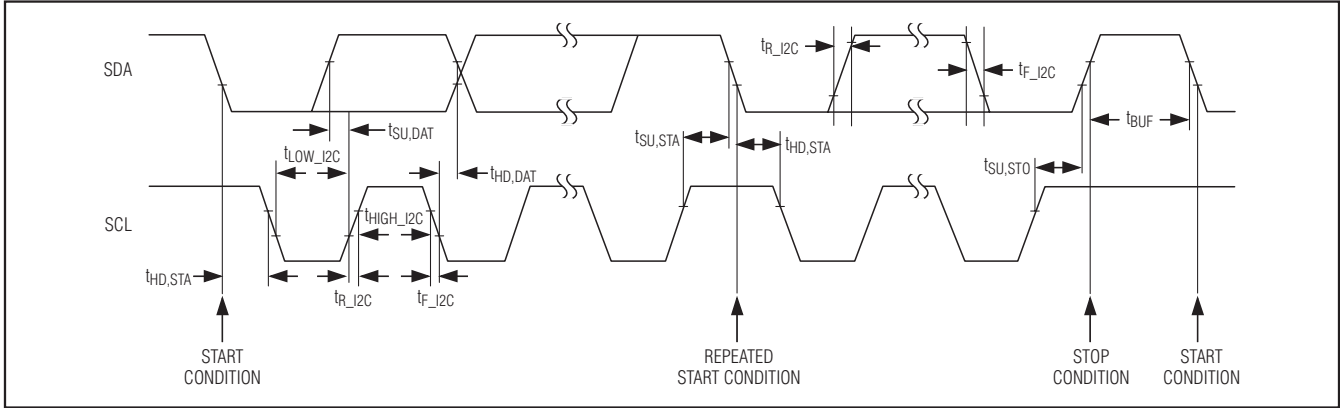 SDA
tR_I2C
tF_I2C
tSU,DAT
tLOW_I2C
tHD,DAT
tSU,STA
tHD,STA
tBUF
tSU,STO
SCL
tHIGH_I2C
tHD,STA
tR_I2C
tF_I2C
START
CONDITION
REPEATED
START CONDITION
STOP
CONDITION
START
CONDITION